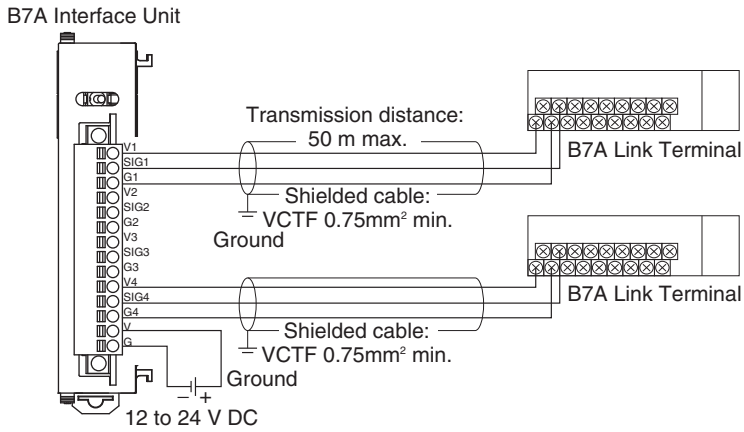 B7A Interface Unit
Transmission distance:
50 m max.
B7A Link Terminal
V1
SIG1
G1
V2
SIG2
G2
V3
SIG3
G3
V4
SIG4
G4
V
G
Shielded cable:
VCTF 0.75mm² min.
Ground
B7A Link Terminal
Shielded cable:
VCTF 0.75mm² min.
Ground
− +
12 to 24 V DC